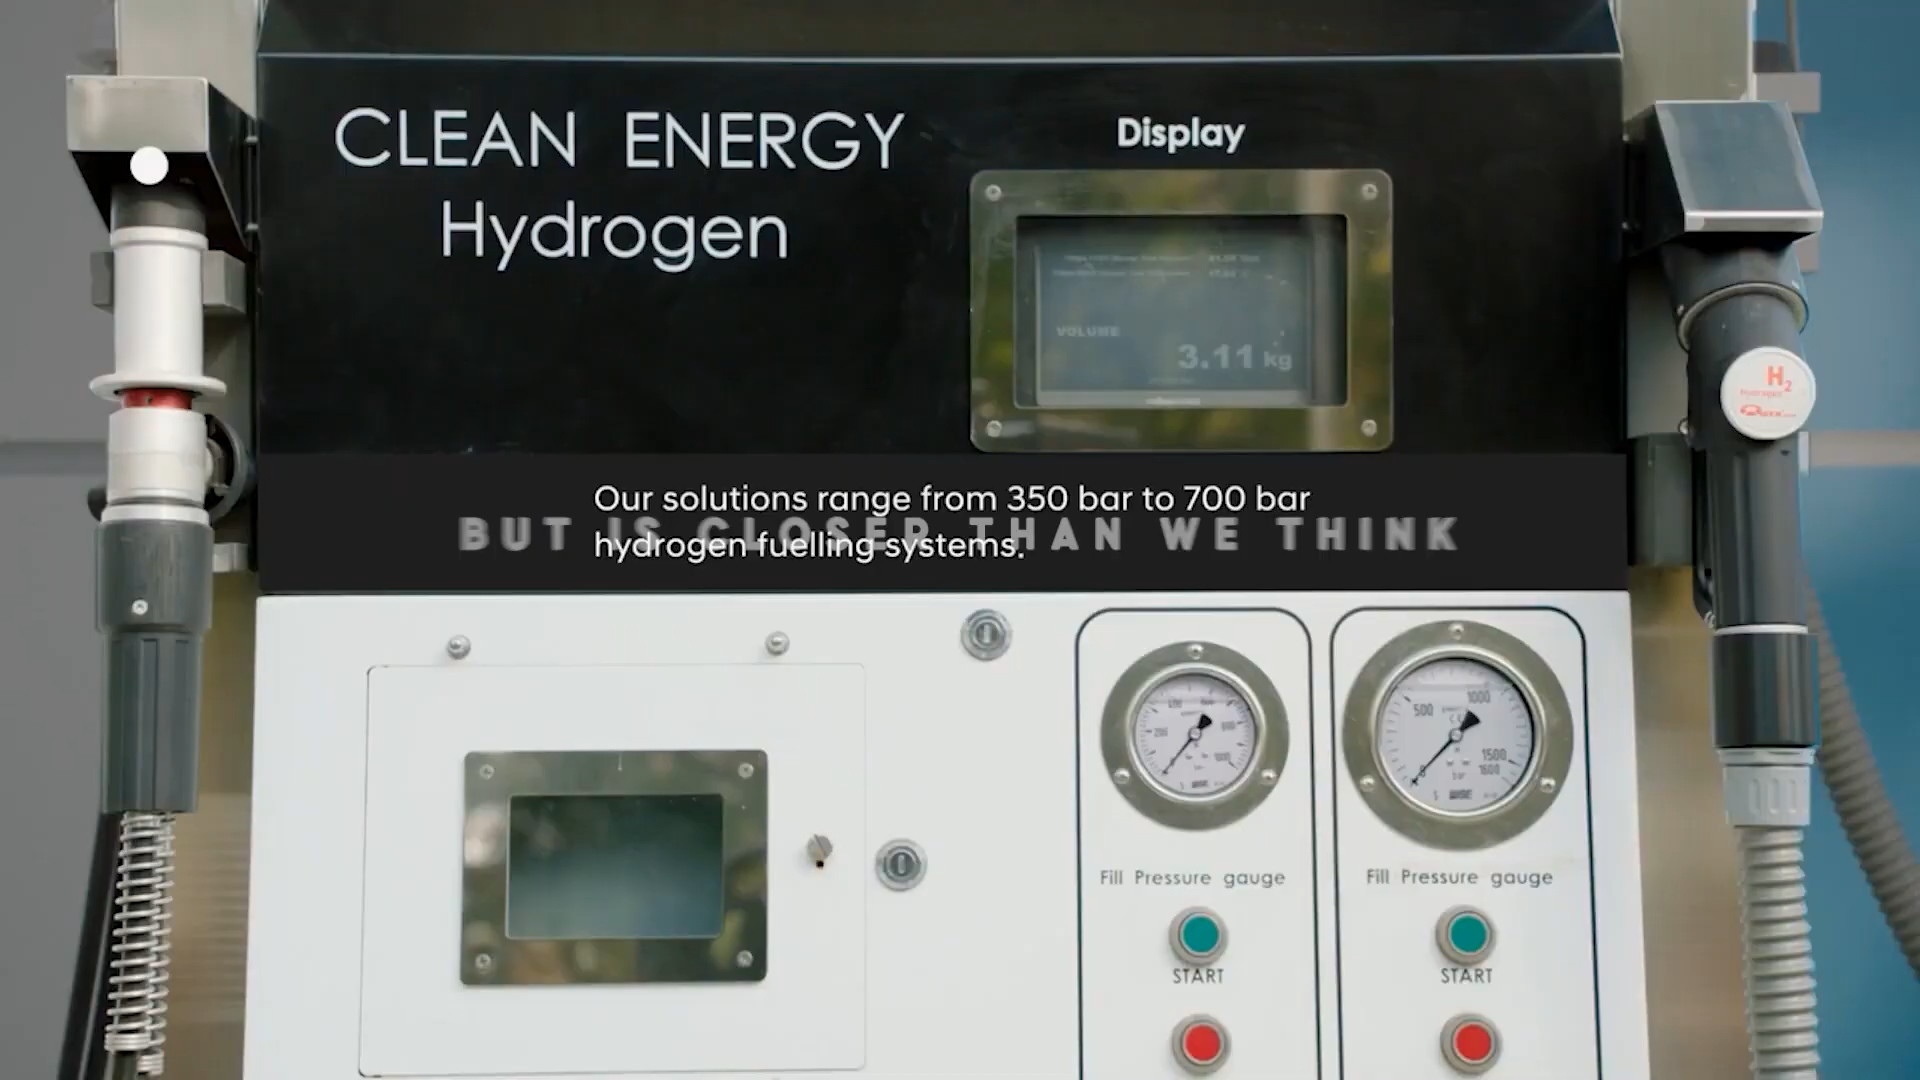 CLEAN ENERGY
Hydrogen
Display
VOLUME
3.11 kg
H2
Our solutions range from 350 bar to 700 bar
hydrogen fuelling systems.
BUT IS CLOSER THAN WE THINK
500
1000
1500
1600
WISE
Fill Pressure gauge
Fill Pressure gauge
START
START